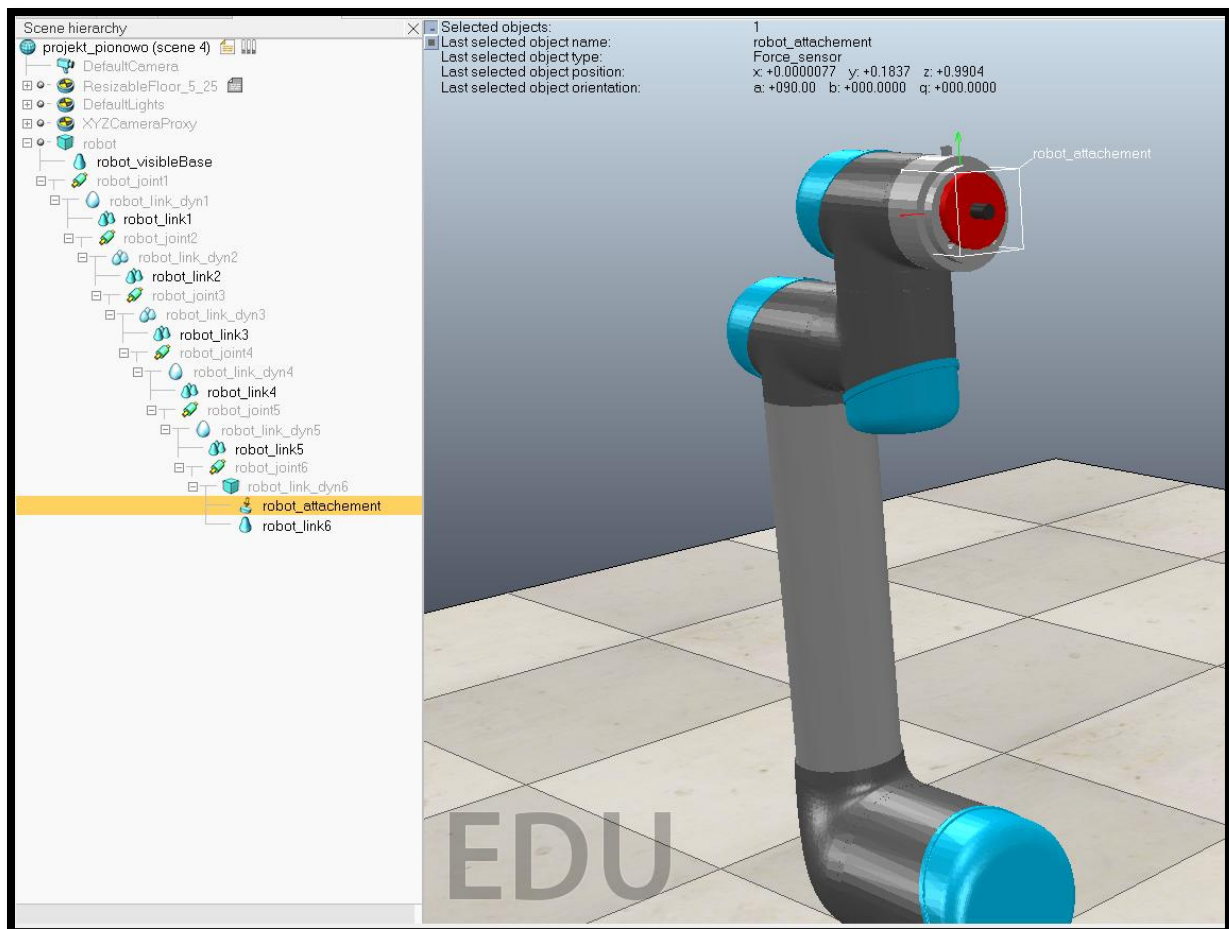 Scene hierarchy
projekt_pionowo (scene 4)
DefaultCamera
ResizableFloor_5_25
DefaultLights
XYZCameraProxy
robot
robot_visibleBase
robot_joint1
robot_link_dyn1
robot_link1
robot_joint2
robot_link_dyn2
robot_link2
robot_joint3
robot_link_dyn3
robot_link3
robot_joint4
robot_link_dyn4
robot_link4
robot_joint5
robot_link_dyn5
robot_link5
robot_joint6
robot_link_dyn6
robot_attachement
robot_link6
Selected objects: 1
Last selected object name: robot_attachement
Last selected object type: Force_sensor
Last selected object position: x: +0.0000077 y: +0.1837 z: +0.9904
Last selected object orientation: a: +090.00 b: +000.0000 q: +000.0000
robot_attachement
EDU